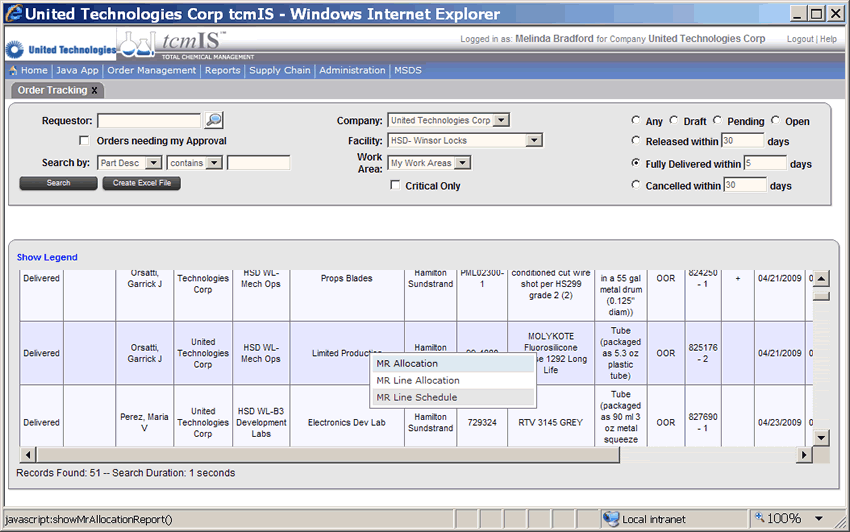 United Technologies Corp tcmIS - Windows Internet Explorer
United Technologies
tcmIS™
TOTAL CHEMICAL MANAGEMENT
Logged in as: Melinda Bradford for Company United Technologies Corp
Logout | Help
Home | Java App | Order Management | Reports | Supply Chain | Administration | MSDS
Order Tracking x
Requestor:
Orders needing my Approval
Search by: Part Desc contains
Search Create Excel File
Company: United Technologies Corp
Facility: HSD- Winsor Locks
Work
Area: My Work Areas
Critical Only
Any Draft Pending Open
Released within 30 days
Fully Delivered within 5 days
Cancelled within 30 days
Show Legend
Delivered
Orsatti,
Garrick J
Technologies
Corp
HSD WL-
Mech Ops
Props Blades
Hamilton
Sundstrand
PML02300-
1
conditioned cut wire
shot per HS299
grade 2 (2)
in a 55 gal
metal drum
(0.125"
diam))
OOR
824250
- 1
+
04/21/2009
Delivered
Orsatti,
Garrick J
United
Technologies
Corp
HSD WL-
Mech Ops
Limited
Hamilton
MOLYKOTE
Fluorosilicone
1292 Long
Life
Tube
(packaged
as 5.3 oz
plastic
tube)
OOR
825176
- 2
04/21/2009
MR Allocation
MR Line Allocation
MR Line Schedule
Delivered
Perez, Maria
V
United
Technologies
Corp
HSD WL-B3
Development
Labs
Electronics Dev Lab
Hamilton
Sundstrand
729324
RTV 3145 GREY
Tube
(packaged
as 90 ml 3
oz metal
squeeze
OOR
827690
- 1
04/23/2009
Records Found: 51 -- Search Duration: 1 seconds
javascript:showMrAllocationReport()
Local intranet
100%